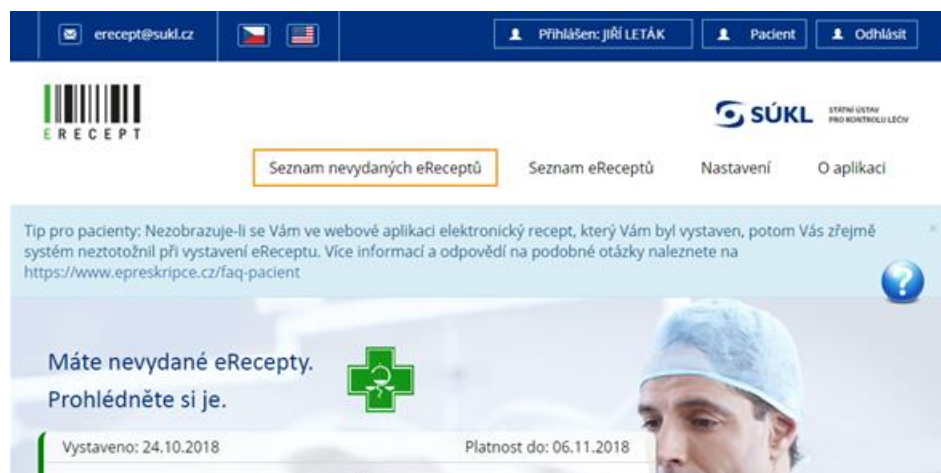 erecept@sukl.cz
Přihlášen: JIŘÍ LETÁK
Pacient
Odhlásit
ERECEPT
SÚKL
STÁTNÍ ÚSTAV
PRO KONTROLU LÉČIV
Seznam nevydaných eReceptů
Seznam eReceptů
Nastavení
O aplikaci
Tip pro pacienty: Nezobrazuje-li se Vám ve webové aplikaci elektronický recept, který Vám byl vystaven, potom Vás zřejmě
systém neztotožnil při vystavení eReceptu. Více informací a odpovědí na podobné otázky naleznete na
https://www.epreskripce.cz/faq-pacient
×
?
Máte nevydané eRecepty.
Prohlédněte si je.
Vystaveno: 24.10.2018
Platnost do: 06.11.2018